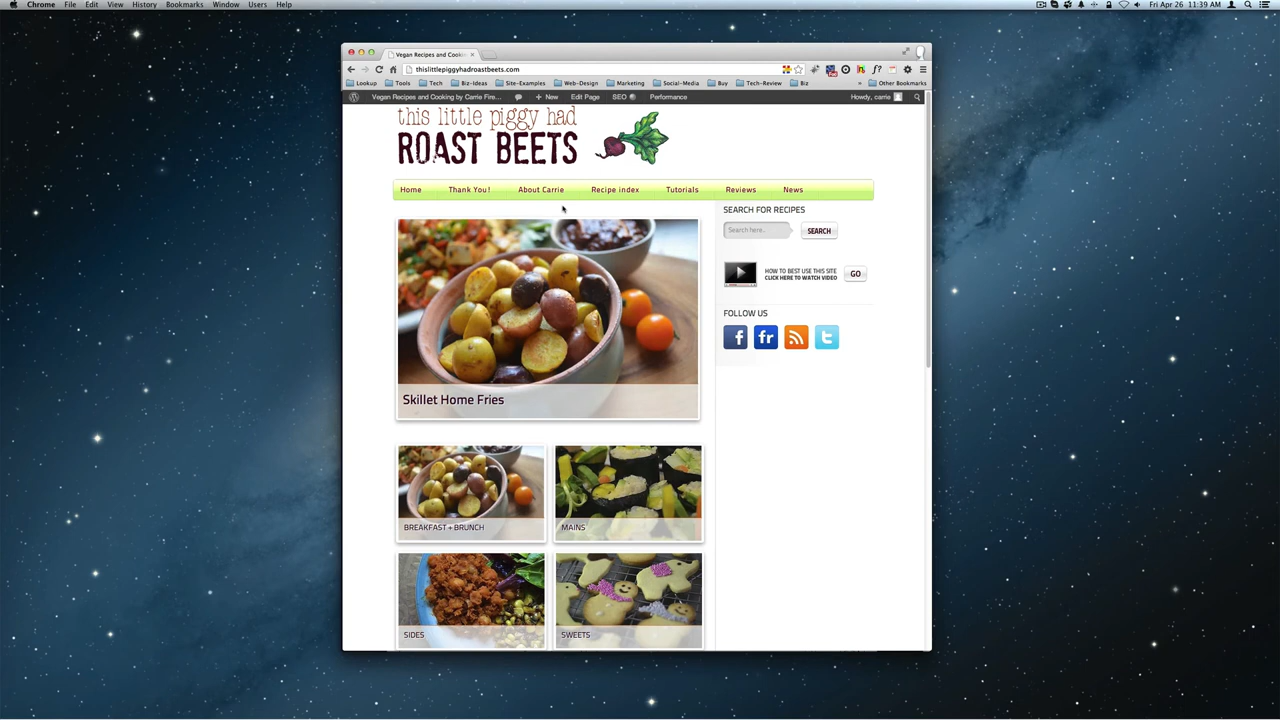 Chrome File Edit View History Bookmarks Window Users Help Fri Apr 26 11:39 AM
Vegan Recipes and Cookin
thislittlepiggyhadroastbeets.com
Lookup Tools Tech Biz-Ideas Site-Examples Web-Design Marketing Social-Media Buy Tech-Review Biz » Other Bookmarks
Vegan Recipes and Cooking by Carrie Fire... + New Edit Page SEO Performance Howdy, carrie
this little piggy had
ROAST BEETS
Home Thank You! About Carrie Recipe index Tutorials Reviews News
SEARCH FOR RECIPES
Search here.. SEARCH
HOW TO BEST USE THIS SITE
CLICK HERE TO WATCH VIDEO
GO
FOLLOW US
f fr t
Skillet Home Fries
BREAKFAST + BRUNCH
MAINS
SIDES
SWEETS